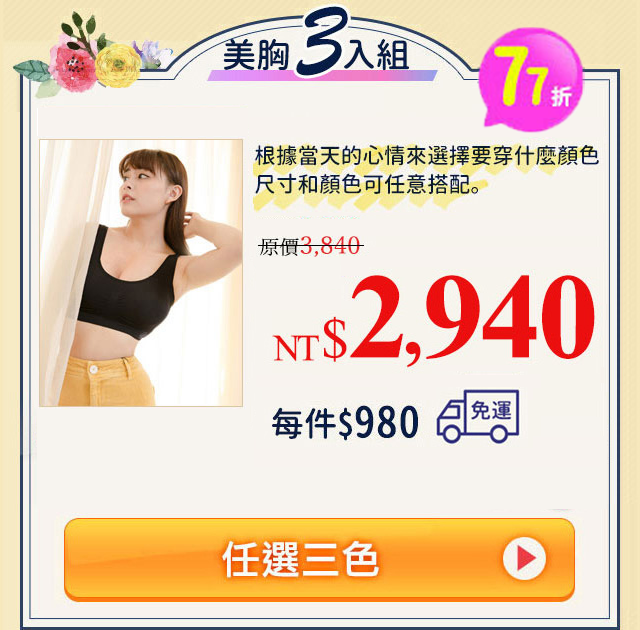 美胸3入組
77折
根據當天的心情來選擇要穿什麼顏色
尺寸和顏色可任意搭配。
原價3,840
NT$2,940
每件$980
免運
任選三色